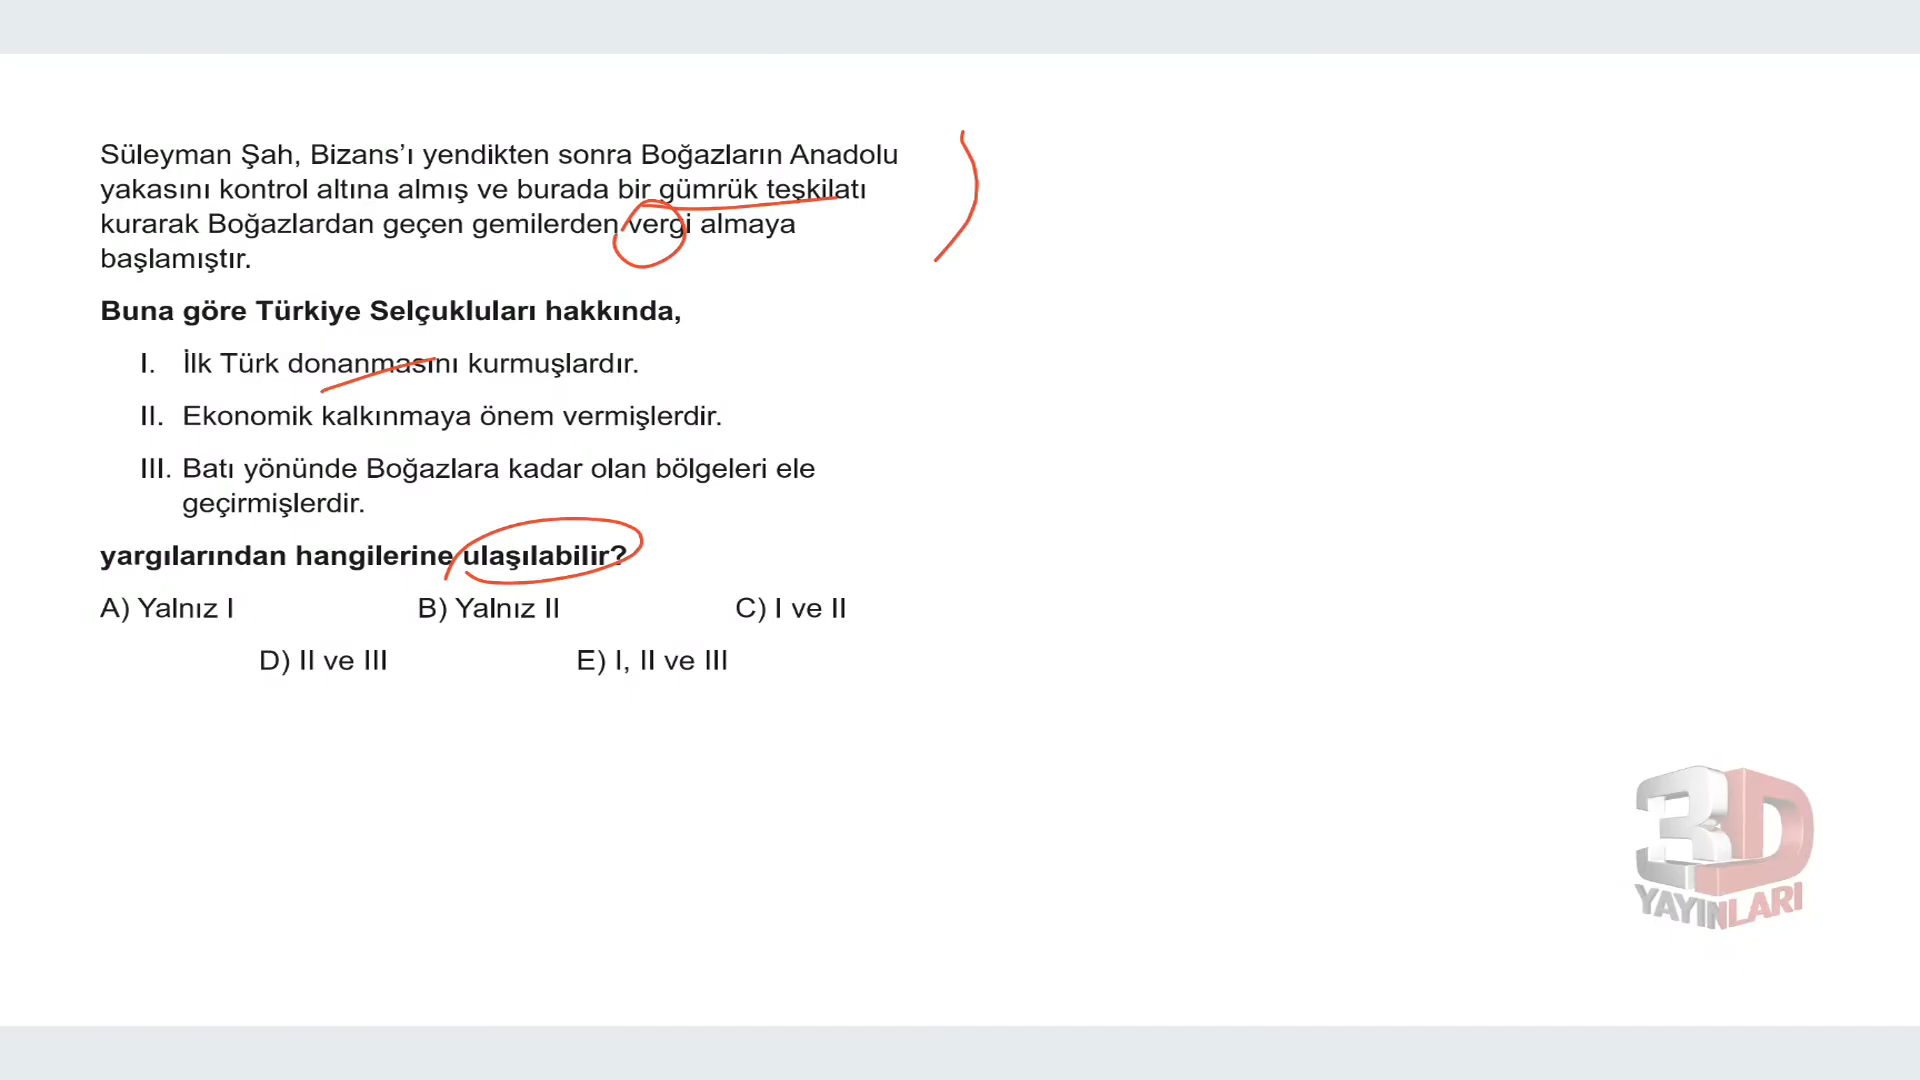 Süleyman Şah, Bizans’ı yendikten sonra Boğazların Anadolu
yakasını kontrol altına almış ve burada bir gümrük teşkilatı
kurarak Boğazlardan geçen gemilerden vergi almaya
başlamıştır.
Buna göre Türkiye Selçukluları hakkında,
I. İlk Türk donanmasını kurmuşlardır.
II. Ekonomik kalkınmaya önem vermişlerdir.
III. Batı yönünde Boğazlara kadar olan bölgeleri ele
geçirmişlerdir.
yargılarından hangilerine ulaşılabilir?
A) Yalnız I B) Yalnız II C) I ve II
D) II ve III E) I, II ve III
3D
YAYINLARI